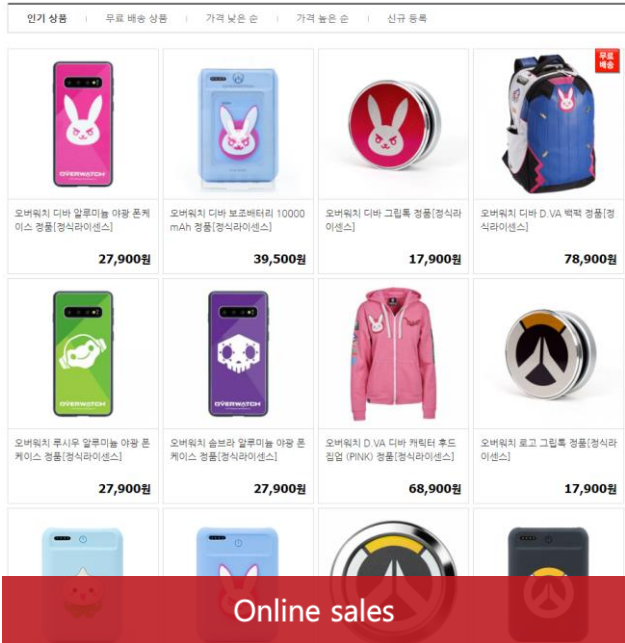 인기 상품 | 무료 배송 상품 | 가격 낮은 순 | 가격 높은 순 | 신규 등록
무료
배송
OVERWATCH
오버워치 디바 알루미늄 야광 폰케
이스 정품[정식라이센스]
27,900원
오버워치 디바 보조배터리 10000
mAh 정품[정식라이센스]
39,500원
오버워치 디바 그립톡 정품[정식라
이센스]
17,900원
오버워치 디바 D.VA 백팩 정품[정
식라이센스]
78,900원
OVERWATCH
OVERWATCH
오버워치 루시우 알루미늄 야광 폰
케이스 정품[정식라이센스]
27,900원
오버워치 솜브라 알루미늄 야광 폰
케이스 정품[정식라이센스]
27,900원
오버워치 D.VA 디바 캐릭터 후드
집업 (PINK) 정품[정식라이센스]
68,900원
오버워치 로고 그립톡 정품[정식라
이센스]
17,900원
Online sales